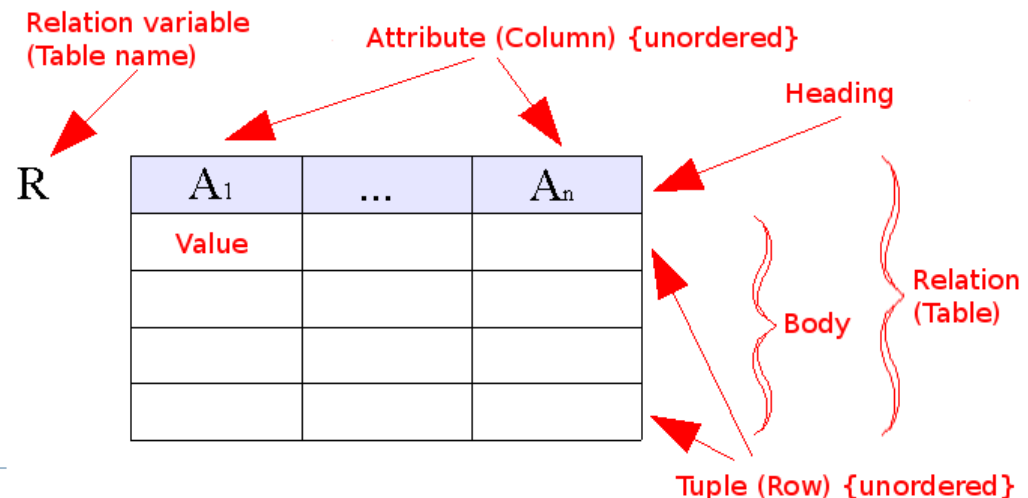 Relation variable
(Table name)
Attribute (Column) {unordered}
Heading
R
A1
...
An
Value
Body
Relation
(Table)
Tuple (Row) {unordered}